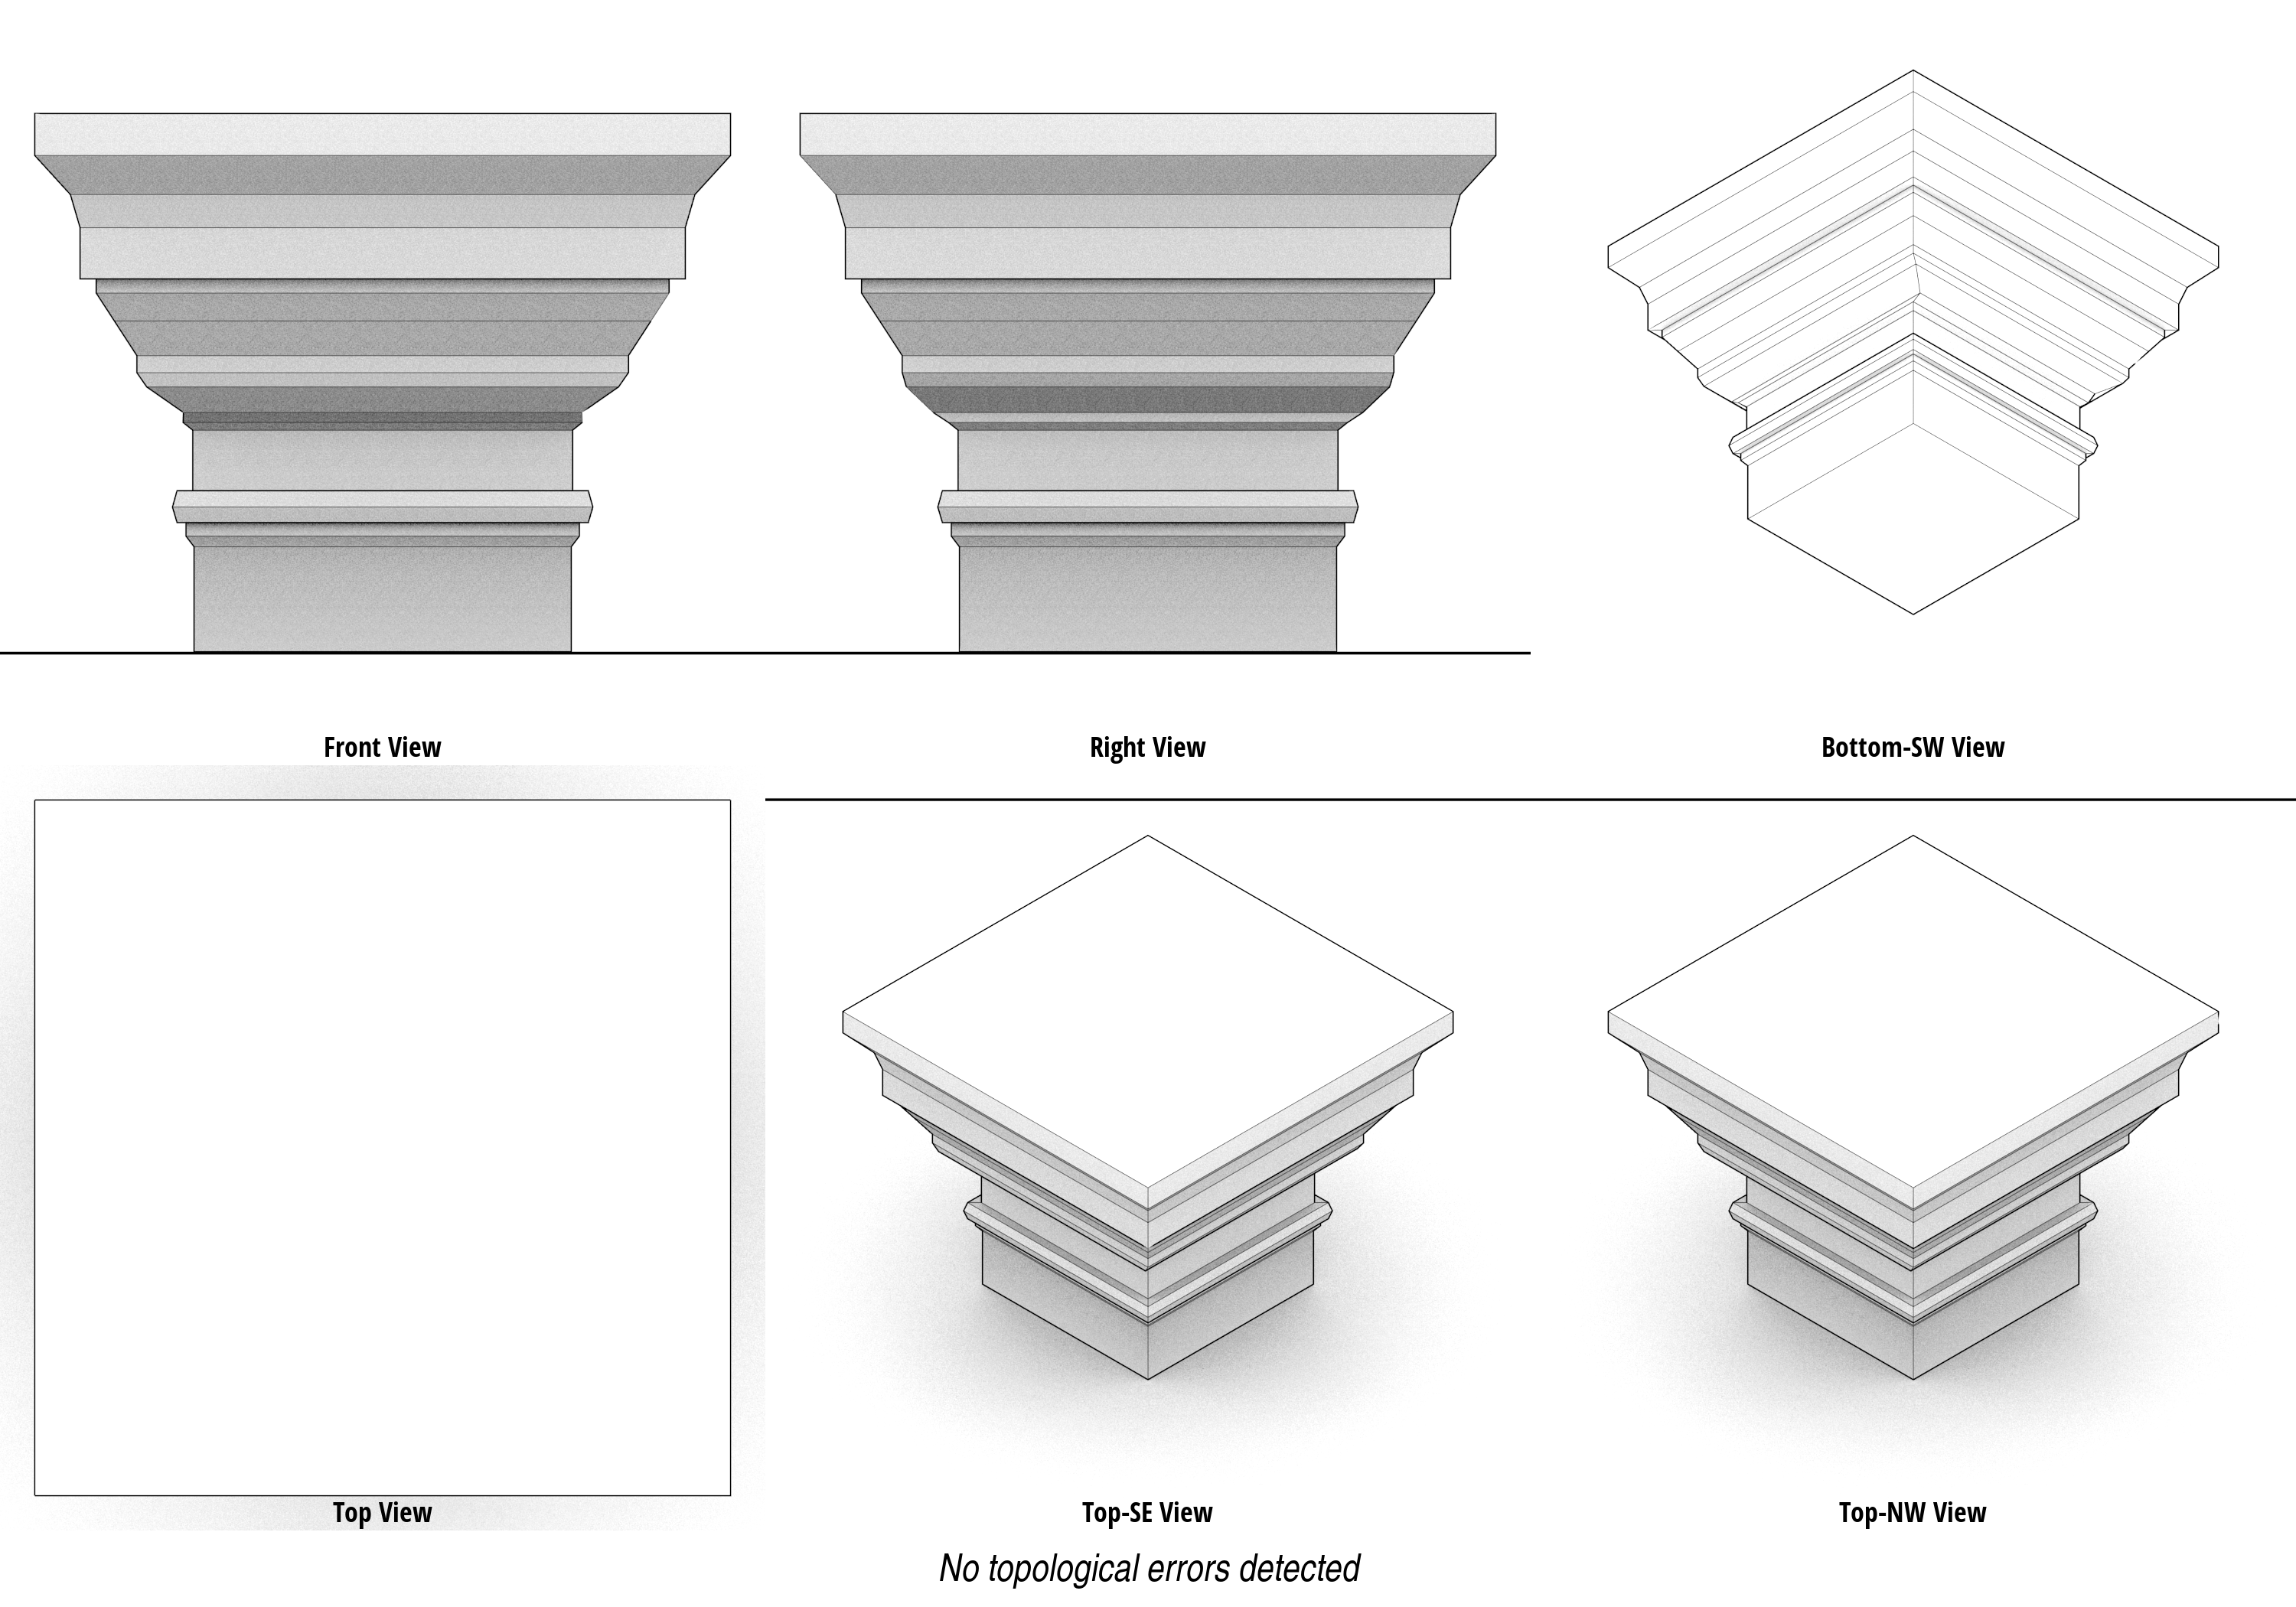 Front View
Right View
Bottom-SW View
Top View
Top-SE View
Top-NW View
No topological errors detected